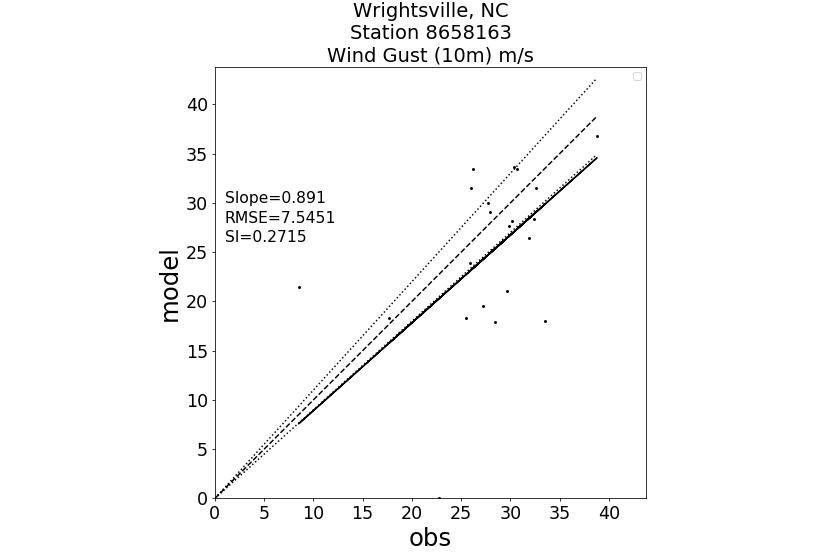 Wrightsville, NC
Station 8658163
Wind Gust (10m) m/s
40
35
30
25
20
15
10
5
0
Slope=0.891
RMSE=7.5451
SI=0.2715
model
0 5 10 15 20 25 30 35 40
obs